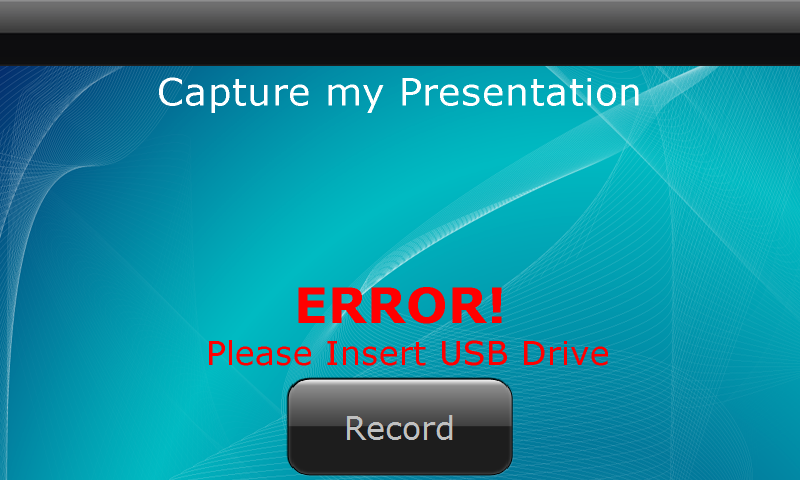 Capture my Presentation
ERROR!
Please Insert USB Drive
Record